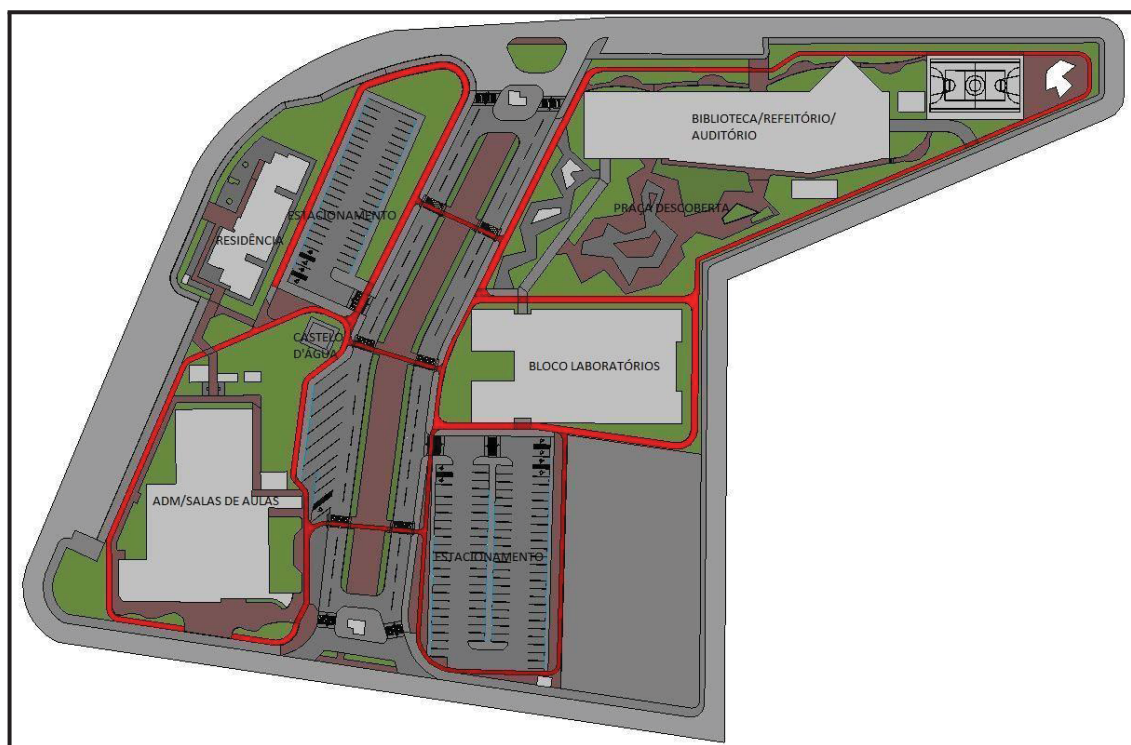 BIBLIOTECA/REFEITÓRIO/
AUDITÓRIO
PRAÇA DESCOBERTA
ESTACIONAMENTO
RESIDÊNCIA
CASTELO
D'ÁGUA
BLOCO LABORATÓRIOS
ADM/SALAS DE AULAS
ESTACIONAMENTO